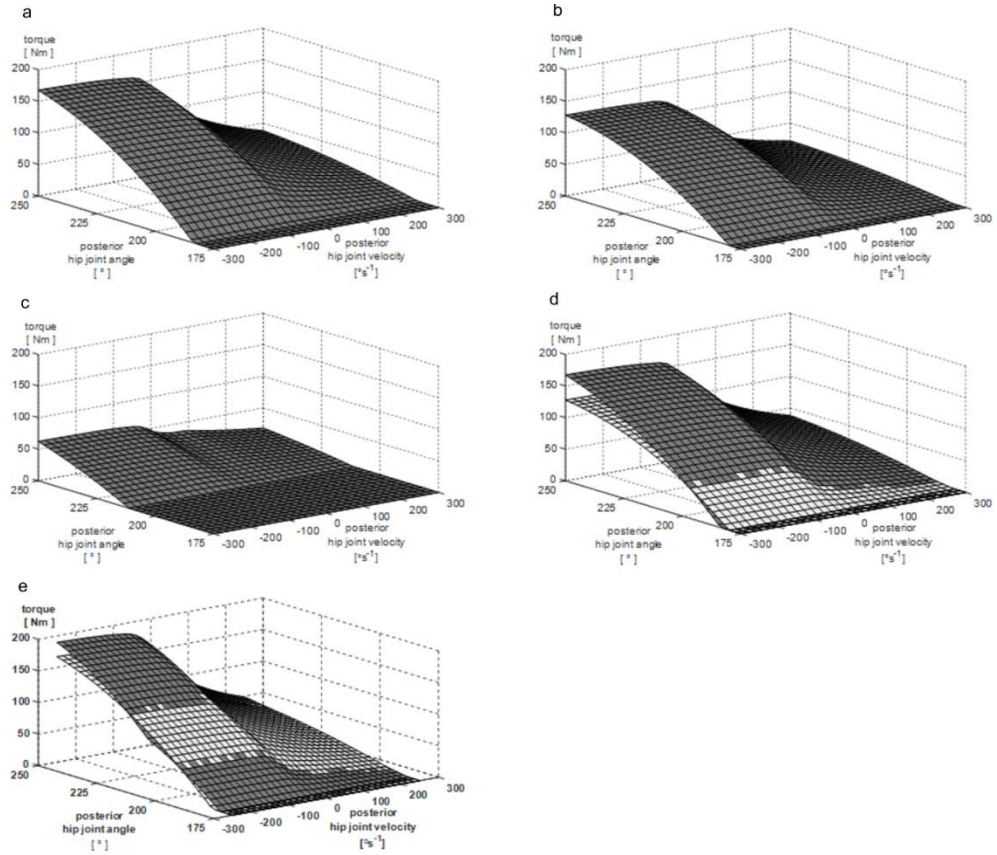 a
torque
[ Nm]
200
150
100
50
0
250
225
200
175
posterior
hip joint angle
[ °]
-300
-200
-100
0
100
200
300
posterior
hip joint velocity
[°s-1]
b
torque
[ Nm]
200
150
100
50
0
250
225
200
175
posterior
hip joint angle
[ °]
-300
-200
-100
0
100
200
300
posterior
hip joint velocity
[°s-1]
c
torque
[ Nm]
200
150
100
50
0
250
225
200
175
posterior
hip joint angle
[ °]
-300
-200
-100
0
100
200
300
posterior
hip joint velocity
[°s-1]
d
torque
[ Nm]
200
150
100
50
0
250
225
200
175
posterior
hip joint angle
[ °]
-300
-200
-100
0
100
200
300
posterior
hip joint velocity
[°s-1]
e
torque
[ Nm]
200
150
100
50
0
250
225
200
175
posterior
hip joint angle
[ °]
-300
-200
-100
0
100
200
300
posterior
hip joint velocity
[°s-1]